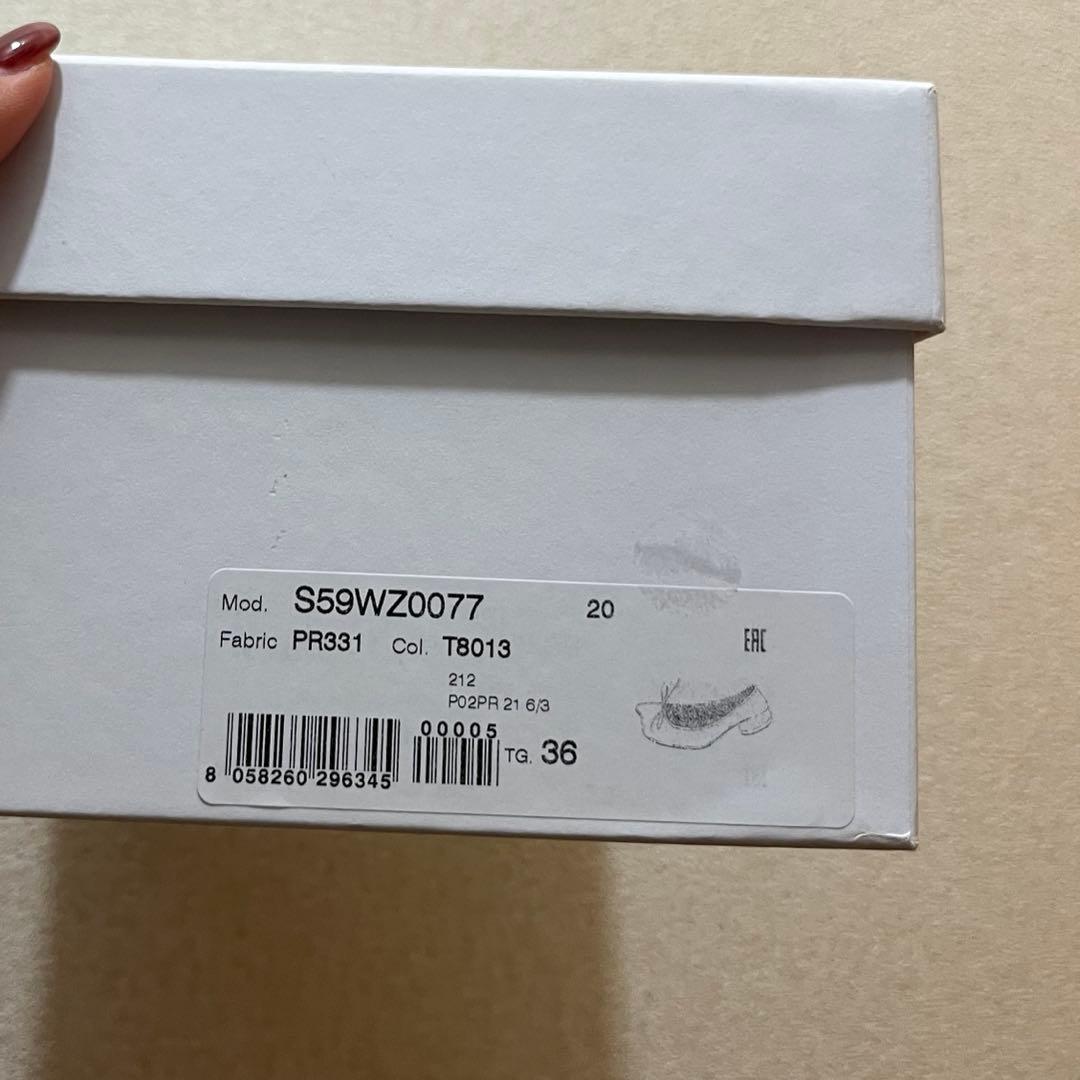 Mod. S59WZ0077 20
Fabric PR331 Col. T8013
EAC
212
P02PR 21 6/3
00005
TG. 36
8 058260 296345